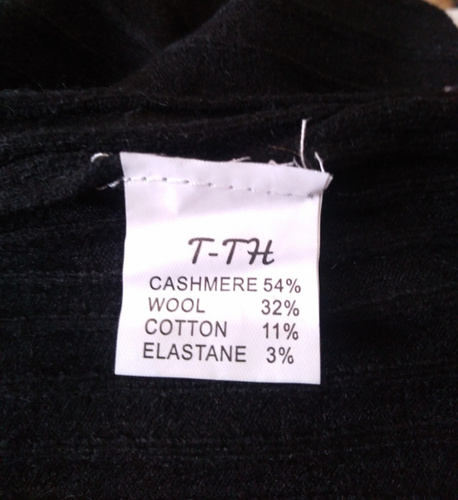 T-TH
CASHMERE 54%
WOOL 32%
COTTON 11%
ELASTANE 3%